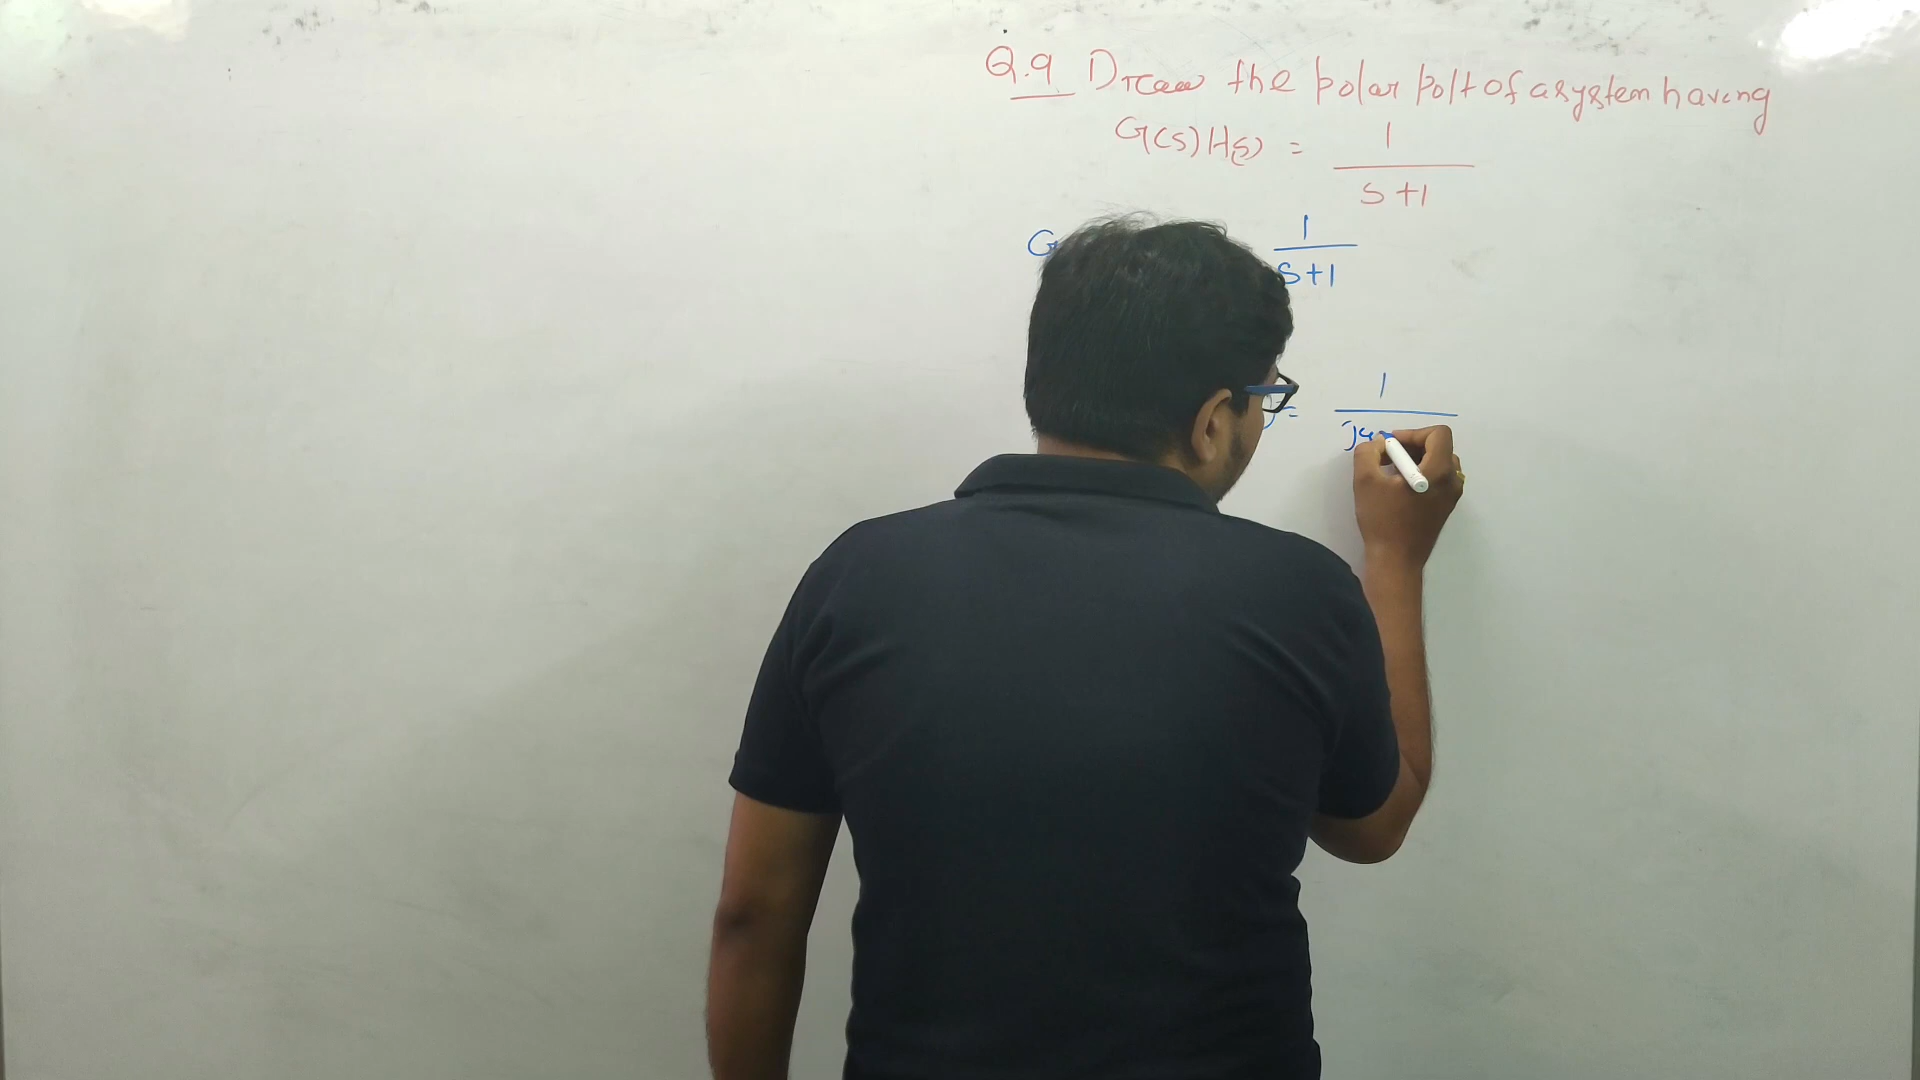 Q.9 Draw the polar polt of a system having
G(s)H(s) = 1
s+1
G 1
s+1
) = 1